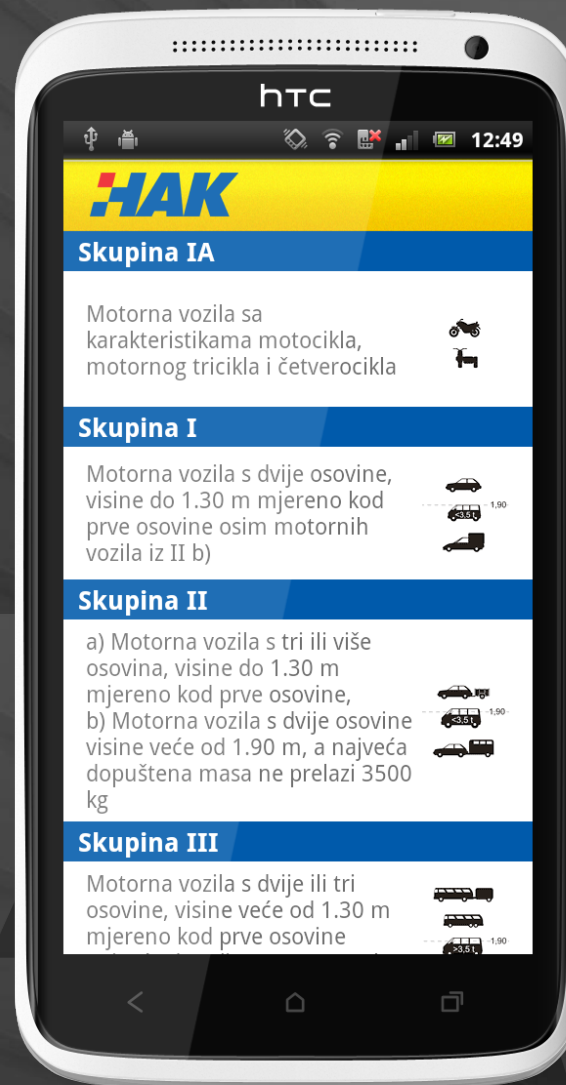 hTC
12:49
HAK
Skupina IA
Motorna vozila sa
karakteristikama motocikla,
motornog tricikla i četverocikla
Skupina I
Motorna vozila s dvije osovine,
visine do 1.30 m mjereno kod
prve osovine osim motornih
vozila iz II b)
1,90
<3,5 t
Skupina II
a) Motorna vozila s tri ili više
osovina, visine do 1.30 m
mjereno kod prve osovine,
b) Motorna vozila s dvije osovine
visine veće od 1.90 m, a najveća
dopuštena masa ne prelazi 3500
kg
1,90
<3.5 t
Skupina III
Motorna vozila s dvije ili tri
osovine, visine veće od 1.30 m
mjereno kod prve osovine
1,90
>3,5 t